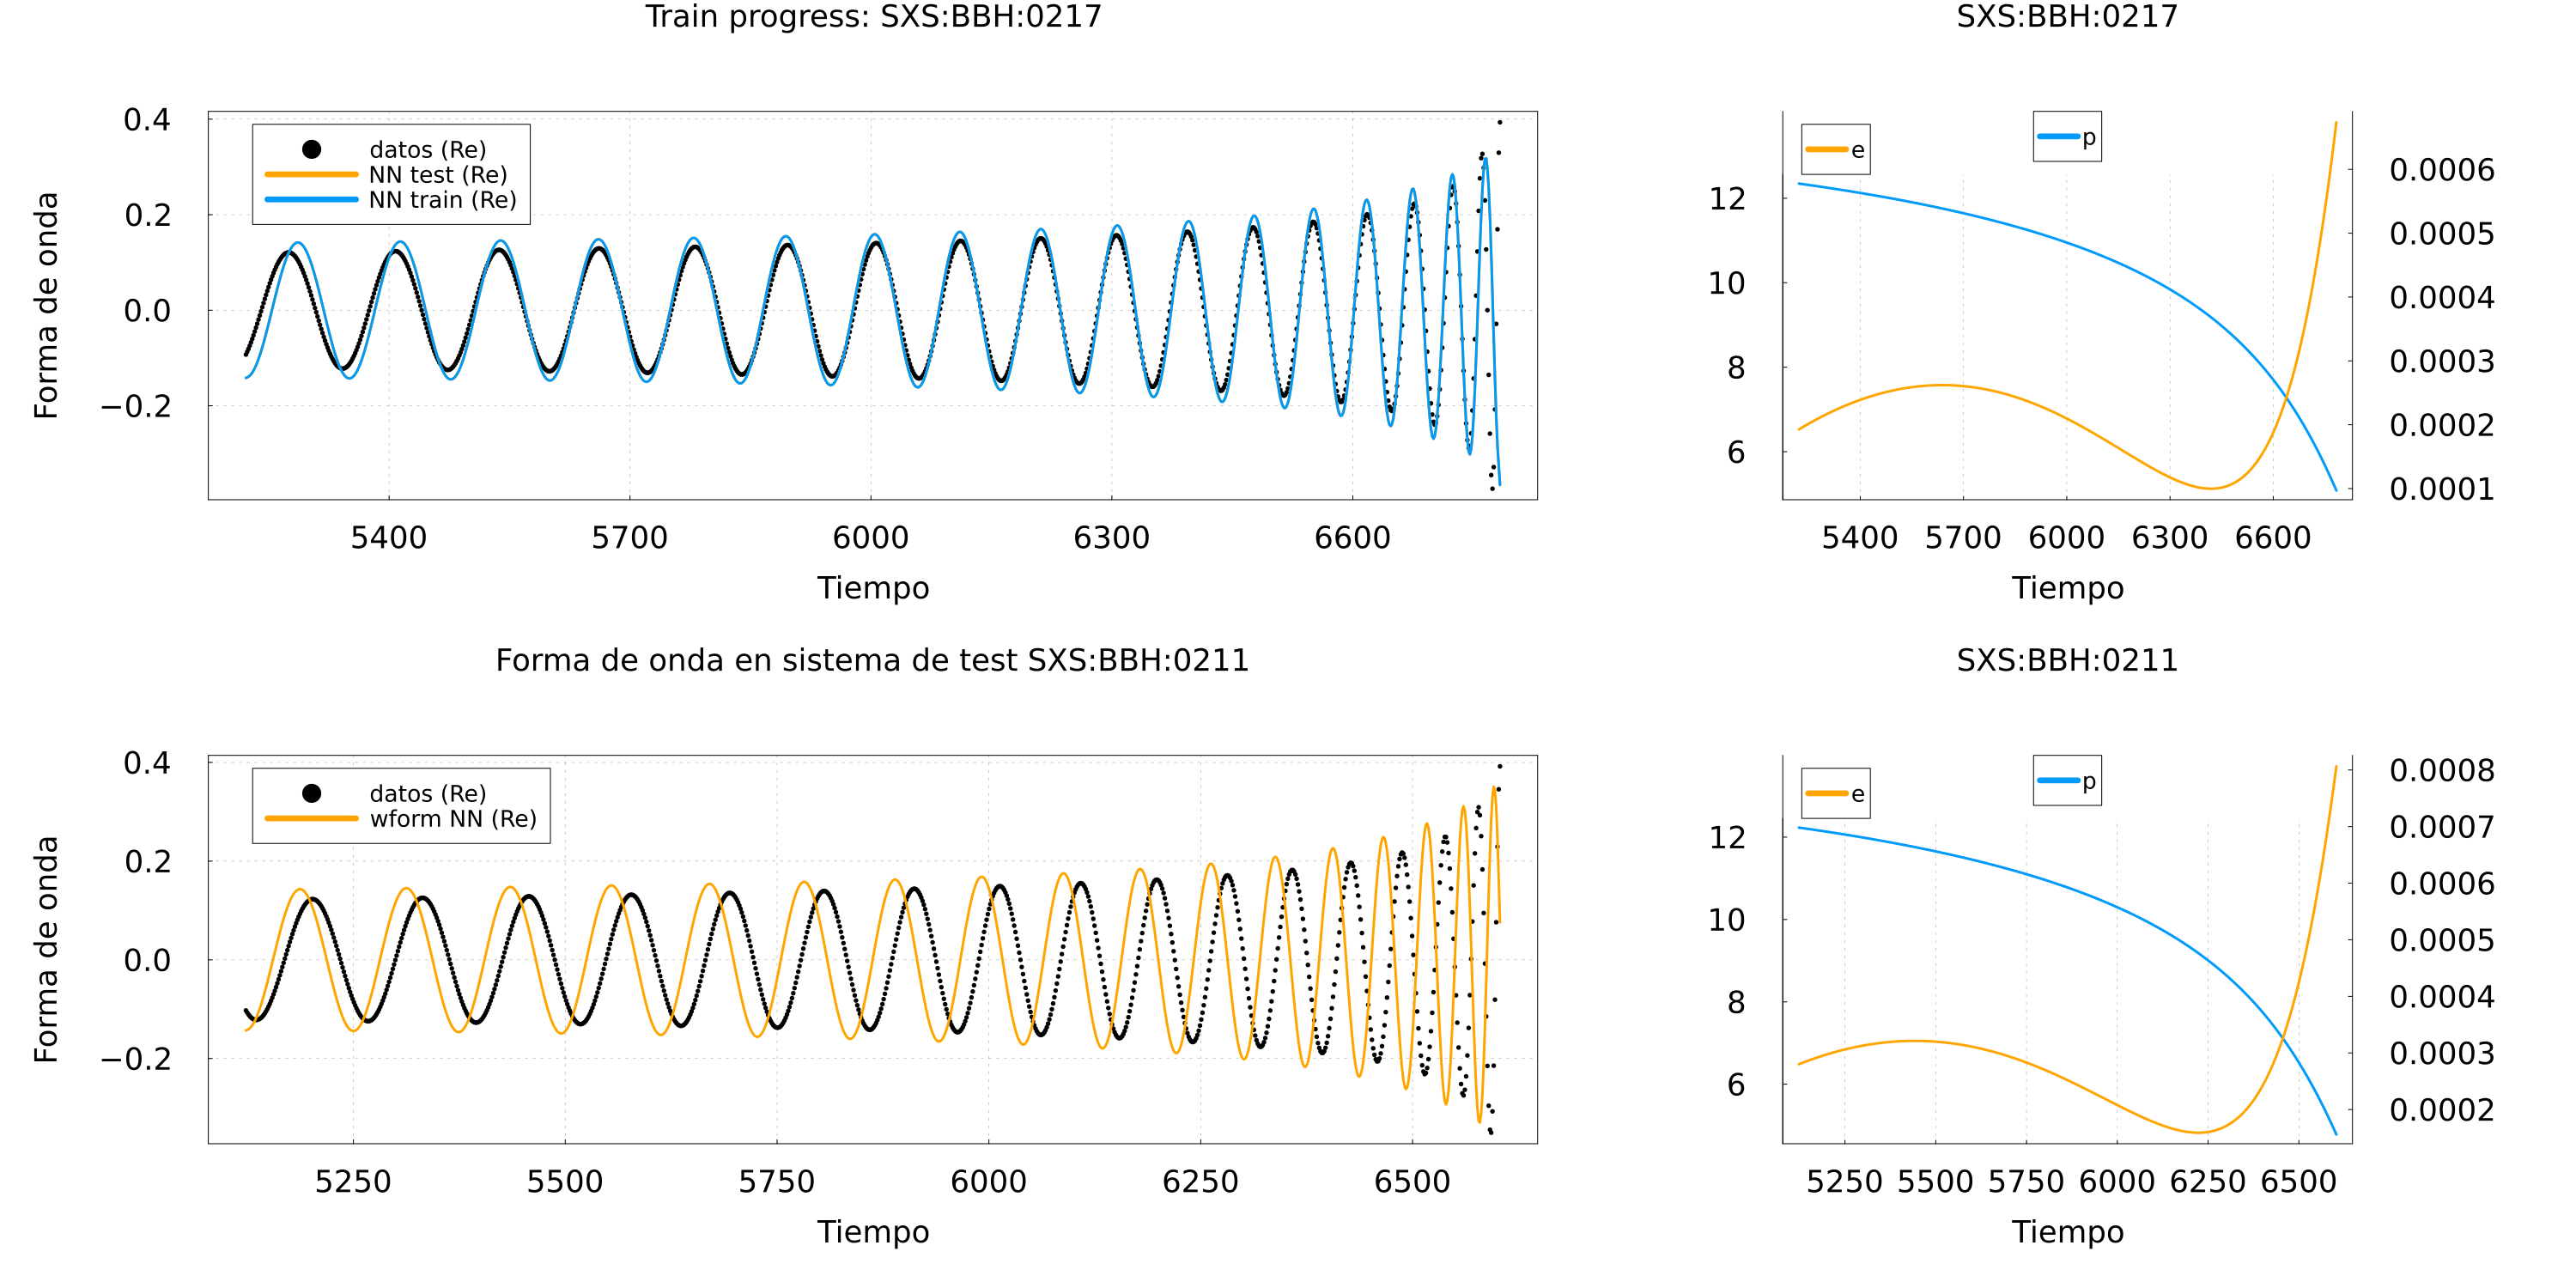 Train progress: SXS:BBH:0217
datos (Re)
NN test (Re)
NN train (Re)
Forma de onda
0.4
0.2
0.0
−0.2
5400 5700 6000 6300 6600
Tiempo
SXS:BBH:0217
e
p
12
10
8
6
0.0006
0.0005
0.0004
0.0003
0.0002
0.0001
5400 5700 6000 6300 6600
Tiempo
Forma de onda en sistema de test SXS:BBH:0211
datos (Re)
wform NN (Re)
Forma de onda
0.4
0.2
0.0
−0.2
5250 5500 5750 6000 6250 6500
Tiempo
SXS:BBH:0211
e
p
12
10
8
6
0.0008
0.0007
0.0006
0.0005
0.0004
0.0003
0.0002
5250 5500 5750 6000 6250 6500
Tiempo